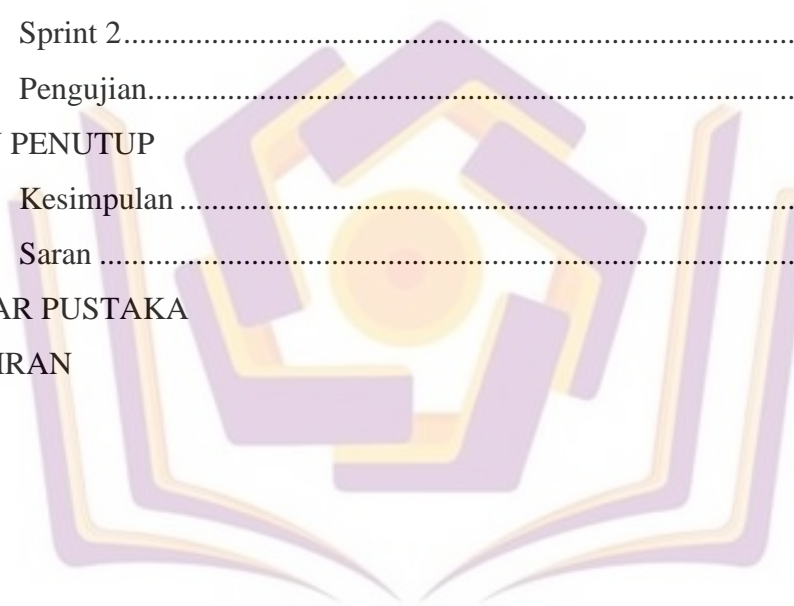 Sprint 2....................................................................................
Pengujian.................................................................................
PENUTUP
Kesimpulan .............................................................................
Saran .......................................................................................
AR PUSTAKA
IRAN